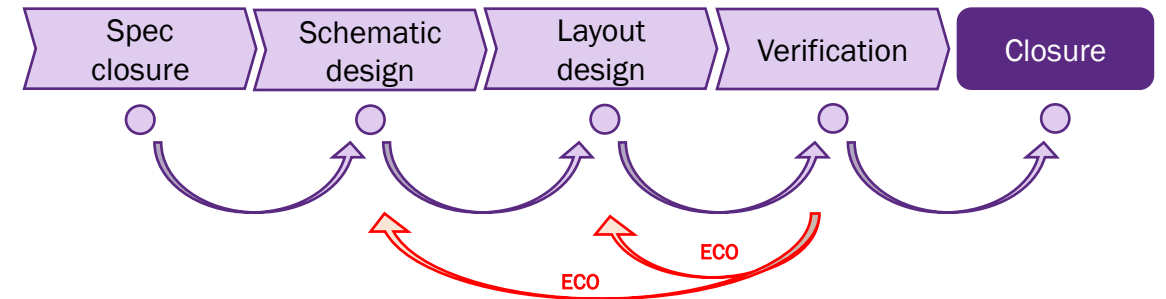 Spec
closure
Schematic
design
Layout
design
Verification
Closure
ECO
ECO